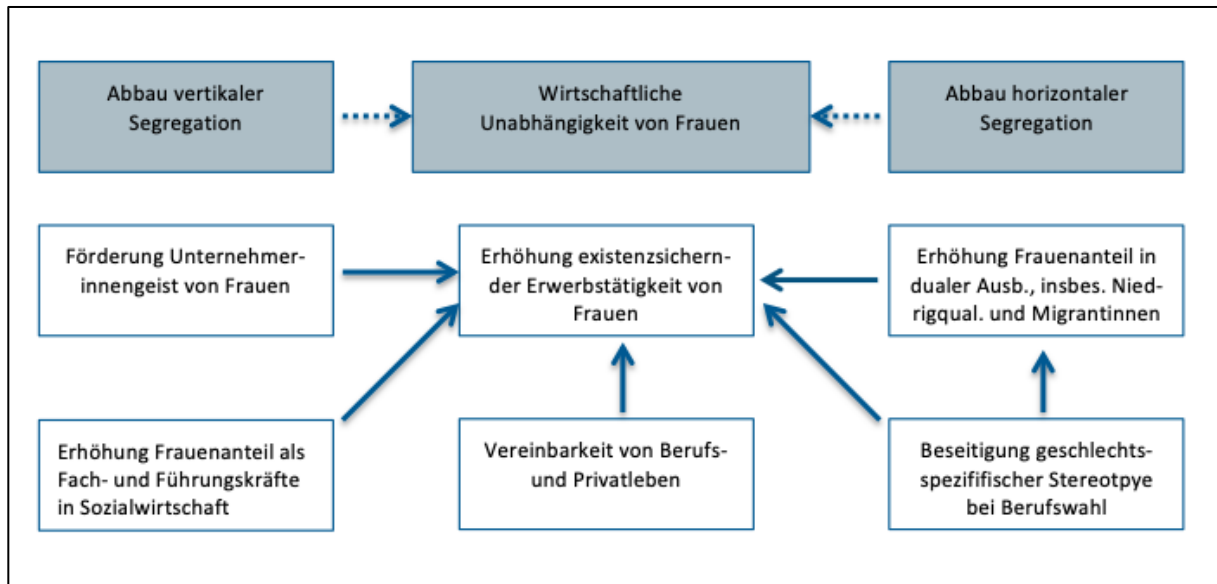 Abbau vertikaler
Segregation
Wirtschaftliche
Unabhängigkeit von Frauen
Abbau horizontaler
Segregation
Förderung Unternehmer-
innengeist von Frauen
Erhöhung existenzsichern-
der Erwerbstätigkeit von
Frauen
Erhöhung Frauenanteil in
dualer Ausb., insbes. Nied-
rigqual. und Migrantinnen
Erhöhung Frauenanteil als
Fach- und Führungskräfte
in Sozialwirtschaft
Vereinbarkeit von Berufs-
und Privatleben
Beseitigung geschlechts-
spezififischer Stereotpye
bei Berufswahl